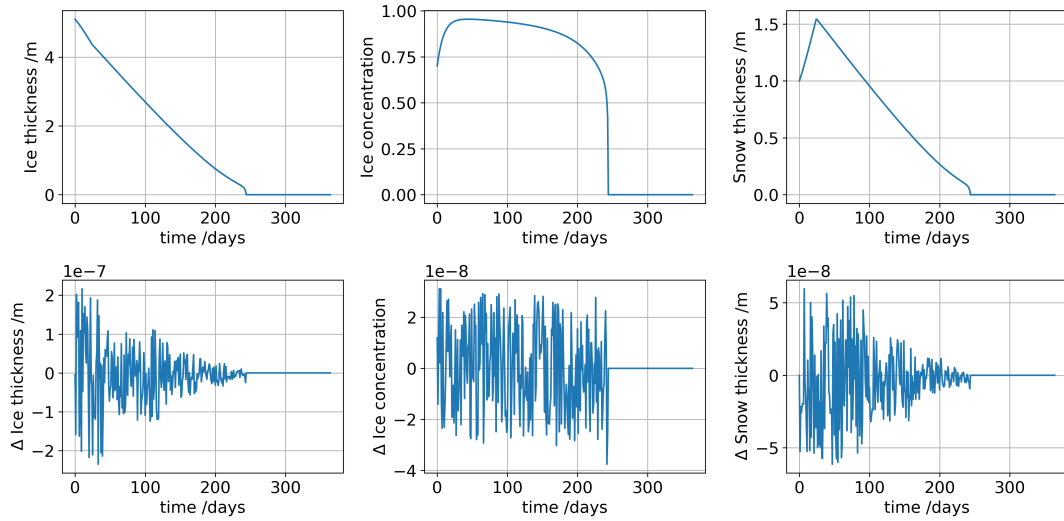 Ice thickness /m
4
2
0
0 100 200 300
time /days
Ice concentration
1.00
0.75
0.50
0.25
0.00
0 100 200 300
time /days
Snow thickness /m
1.5
1.0
0.5
0.0
0 100 200 300
time /days
1e−7
Δ Ice thickness /m
2
1
0
−1
−2
0 100 200 300
time /days
1e−8
Δ Ice concentration
2
0
−2
−4
0 100 200 300
time /days
1e−8
Δ Snow thickness /m
5
0
−5
0 100 200 300
time /days